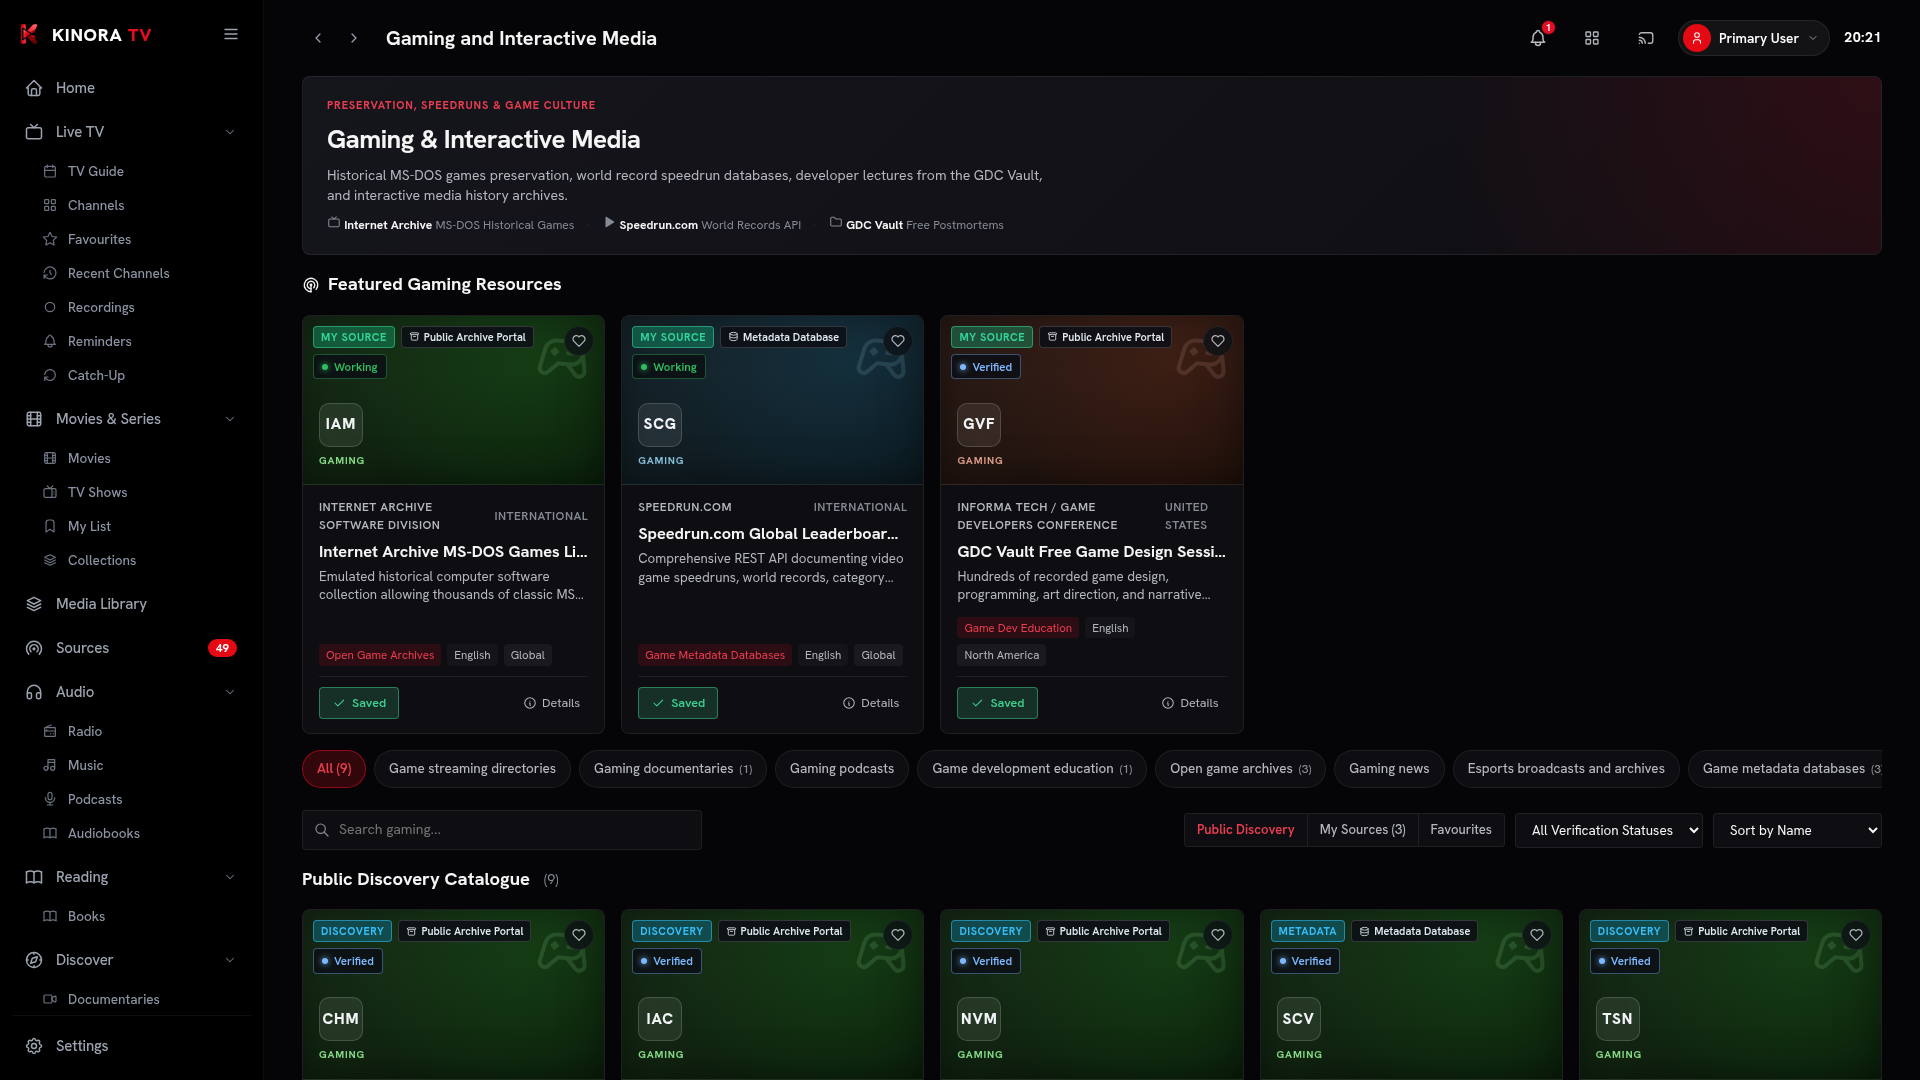 KINORA TV
Home
Live TV
TV Guide
Channels
Favourites
Recent Channels
Recordings
Reminders
Catch-Up
Movies & Series
Movies
TV Shows
My List
Collections
Media Library
Sources 49
Audio
Radio
Music
Podcasts
Audiobooks
Reading
Books
Discover
Documentaries
Settings
Gaming and Interactive Media
1
Primary User
20:21
PRESERVATION, SPEEDRUNS & GAME CULTURE
Gaming & Interactive Media
Historical MS-DOS games preservation, world record speedrun databases, developer lectures from the GDC Vault,
and interactive media history archives.
Internet Archive MS-DOS Historical Games · Speedrun.com World Records API · GDC Vault Free Postmortems
Featured Gaming Resources
MY SOURCE Public Archive Portal
Working
IAM
GAMING
INTERNET ARCHIVE
SOFTWARE DIVISION
INTERNATIONAL
Internet Archive MS-DOS Games Li...
Emulated historical computer software
collection allowing thousands of classic MS...
Open Game Archives English Global
Saved Details
MY SOURCE Metadata Database
Working
SCG
GAMING
SPEEDRUN.COM INTERNATIONAL
Speedrun.com Global Leaderboar...
Comprehensive REST API documenting video
game speedruns, world records, category...
Game Metadata Databases English Global
Saved Details
MY SOURCE Public Archive Portal
Verified
GVF
GAMING
INFORMA TECH / GAME
DEVELOPERS CONFERENCE
UNITED
STATES
GDC Vault Free Game Design Sessi...
Hundreds of recorded game design,
programming, art direction, and narrative...
Game Dev Education English
North America
Saved Details
All (9) Game streaming directories Gaming documentaries (1) Gaming podcasts Game development education (1) Open game archives (3) Gaming news Esports broadcasts and archives Game metadata databases (3
Search gaming...
Public Discovery My Sources (3) Favourites All Verification Statuses Sort by Name
Public Discovery Catalogue (9)
DISCOVERY Public Archive Portal
Verified
CHM
GAMING
DISCOVERY Public Archive Portal
Verified
IAC
GAMING
DISCOVERY Public Archive Portal
Verified
NVM
GAMING
METADATA Metadata Database
Verified
SCV
GAMING
DISCOVERY Public Archive Portal
Verified
TSN
GAMING